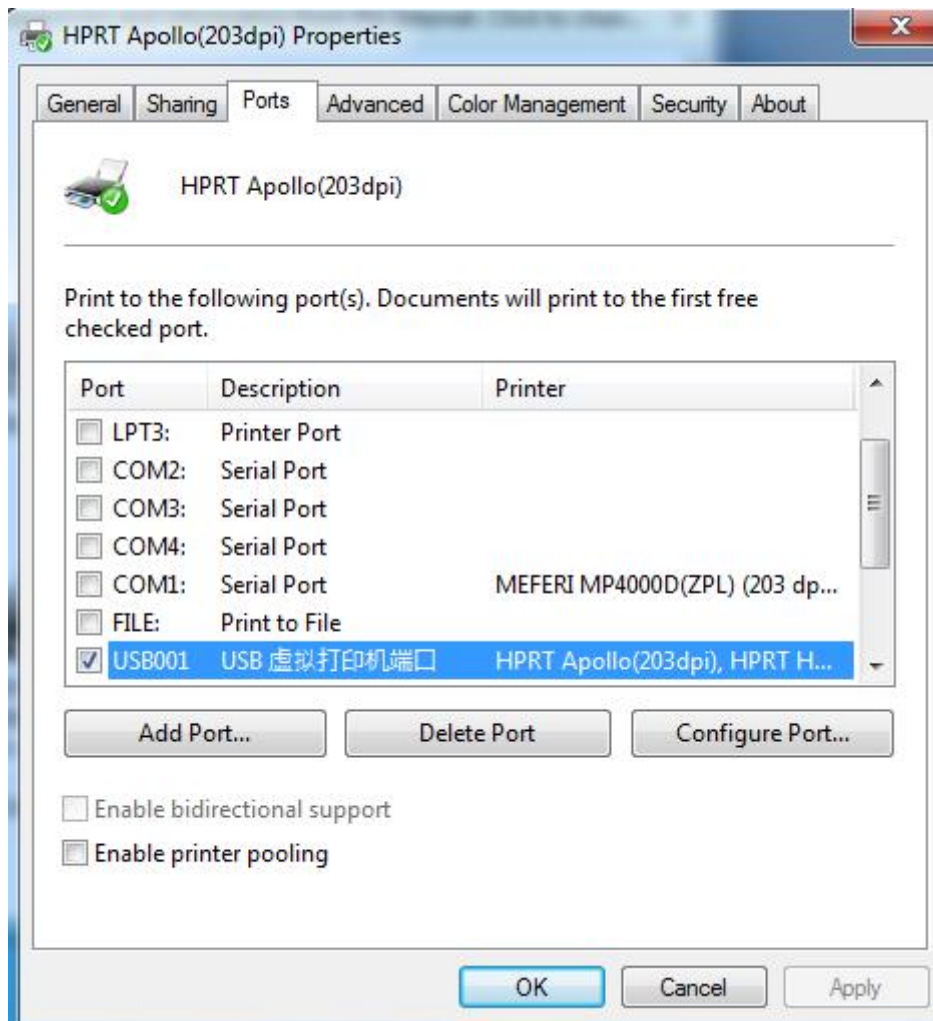 HPRT Apollo(203dpi) Properties
General Sharing Ports Advanced Color Management Security About
HPRT Apollo(203dpi)
Print to the following port(s). Documents will print to the first free
checked port.
Port Description Printer
LPT3: Printer Port
COM2: Serial Port
COM3: Serial Port
COM4: Serial Port
COM1: Serial Port MEFERI MP4000D(ZPL) (203 dp...
FILE: Print to File
USB001 USB 虚拟打印机端口 HPRT Apollo(203dpi), HPRT H...
Add Port... Delete Port Configure Port...
Enable bidirectional support
Enable printer pooling
OK Cancel Apply